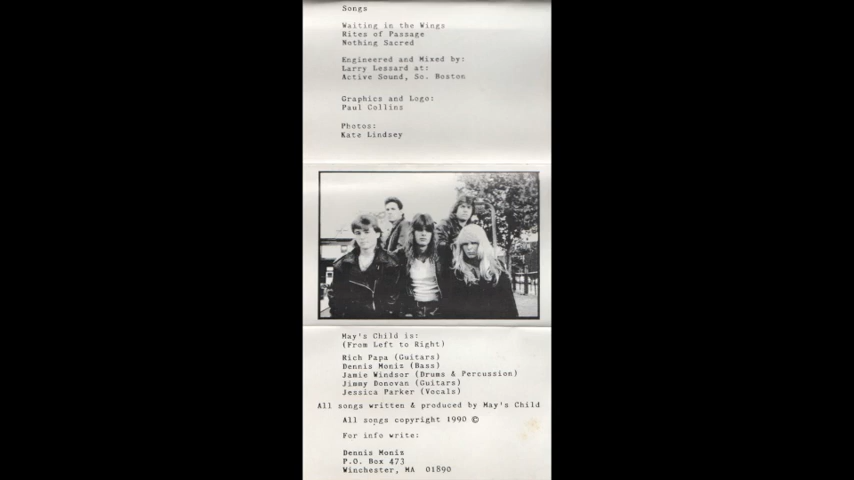 Songs
Waiting in the Wings
Rites of Passage
Nothing Sacred
Engineered and Mixed by:
Larry Lessard at:
Active Sound, So. Boston
Graphics and Logo:
Paul Collins
Photos:
Kate Lindsey
May's Child is:
(From Left to Right)
Rich Papa (Guitars)
Dennis Moniz (Bass)
Jamie Windsor (Drums & Percussion)
Jimmy Donovan (Guitars)
Jessica Parker (Vocals)
All songs written & produced by May's Child
All songs copyright 1990 ©
For info write:
Dennis Moniz
P.O. Box 473
Winchester, MA 01890